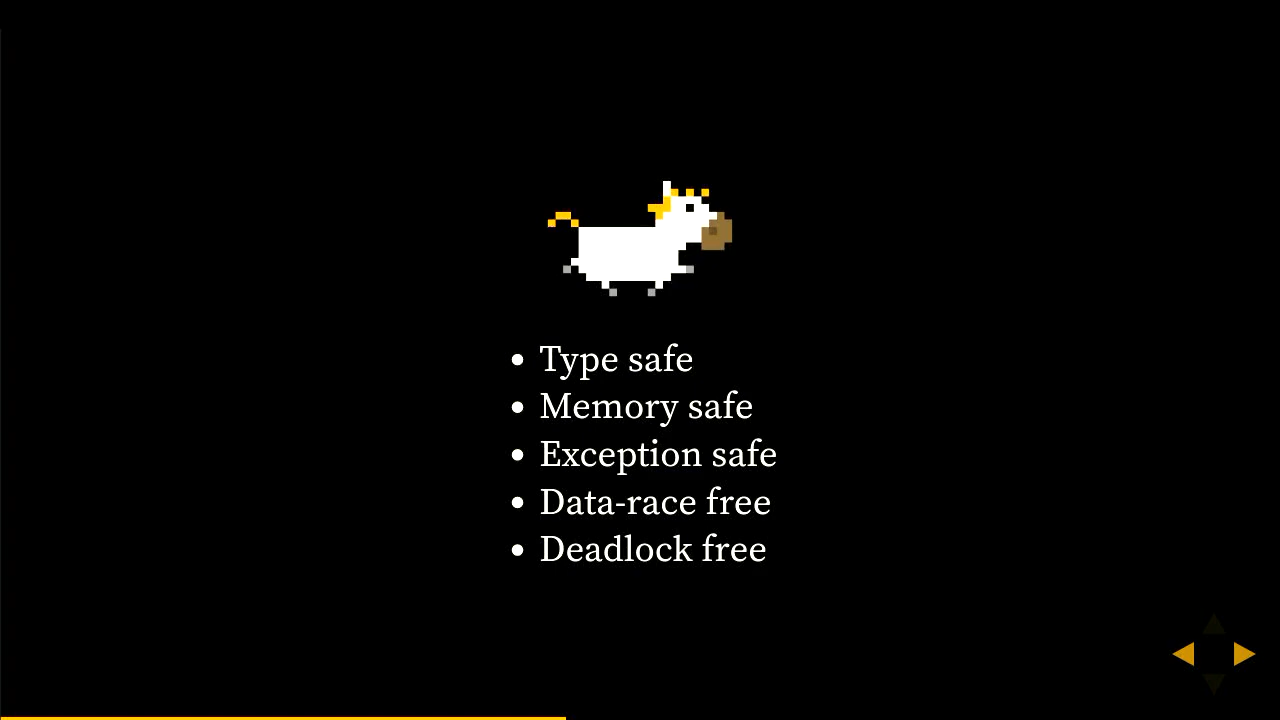 Type safe
Memory safe
Exception safe
Data-race free
Deadlock free